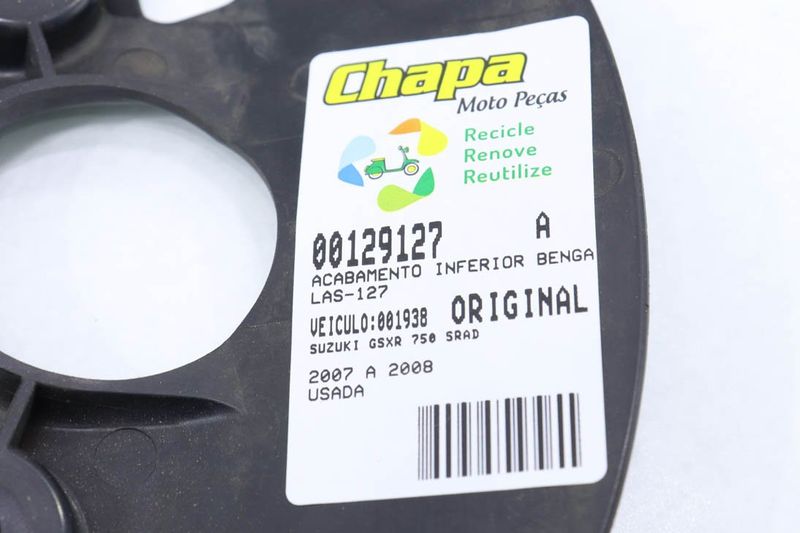 Chapa
Moto Peças
Recicle
Renove
Reutilize
00129127 A
ACABAMENTO INFERIOR BENGA
LAS-127
VEICULO:001938 ORIGINAL
SUZUKI GSXR 750 SRAD
2007 A 2008
USADA